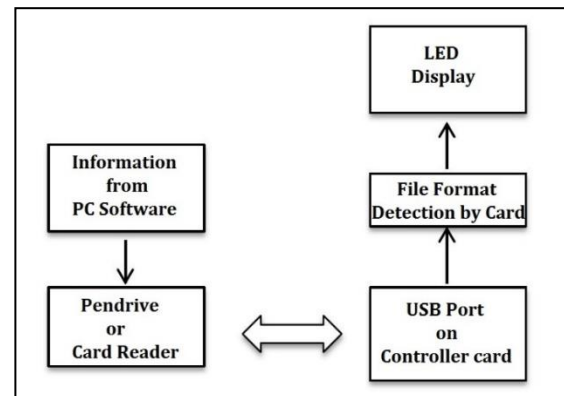 LED
Display
Information
from
PC Software
File Format
Detection by Card
Pendrive
or
Card Reader
USB Port
on
Controller card